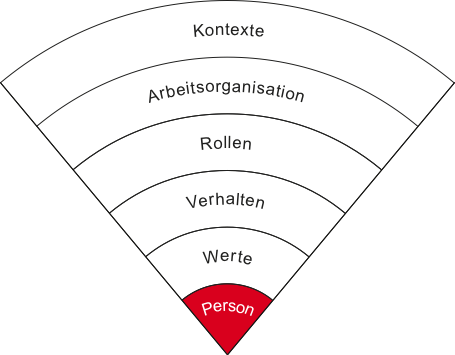 Kontexte
Arbeitsorganisation
Rollen
Verhalten
Werte
Person